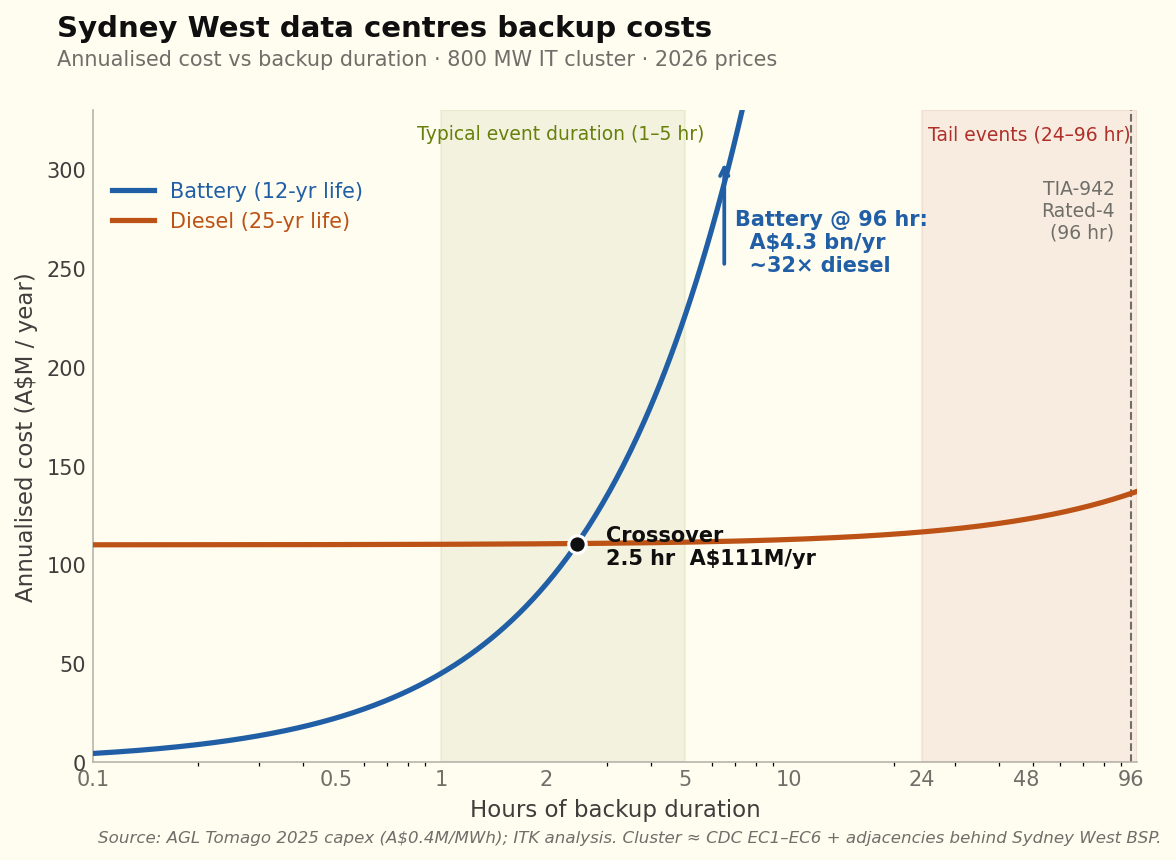 Sydney West data centres backup costs
Annualised cost vs backup duration · 800 MW IT cluster · 2026 prices
Typical event duration (1–5 hr)
Tail events (24–96 hr)
Battery (12-yr life)
Diesel (25-yr life)
TIA-942
Rated-4
(96 hr)
Battery @ 96 hr:
A$4.3 bn/yr
~32× diesel
Crossover
2.5 hr A$111M/yr
Annualised cost (A$M / year)
300
250
200
150
100
50
0
0.1 0.5 1 2 5 10 24 48 96
Hours of backup duration
Source: AGL Tomago 2025 capex (A$0.4M/MWh); ITK analysis. Cluster ≈ CDC EC1–EC6 + adjacencies behind Sydney West BSP.